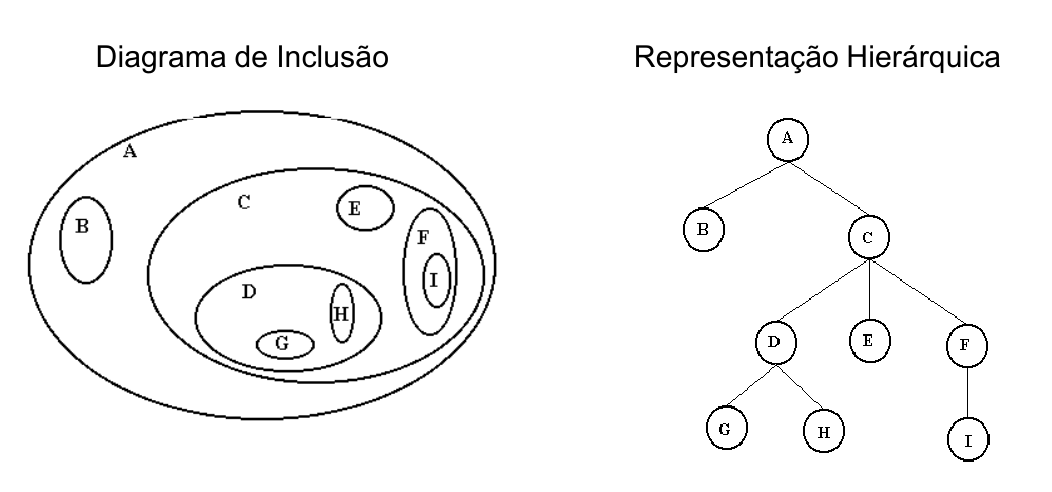 Diagrama de Inclusão
Representação Hierárquica
A
B
C
E
F
I
D
H
G
A
B
C
D
E
F
G
H
I